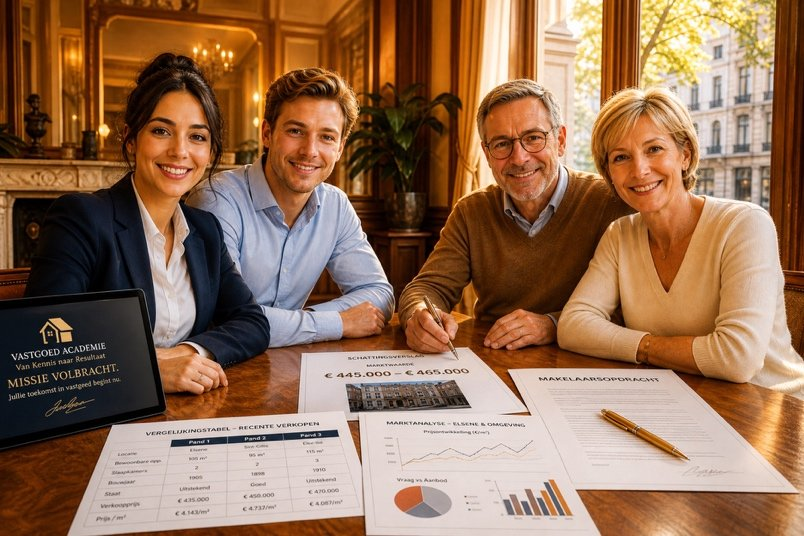 VASTGOED ACADEMIE
Van Kennis naar Resultaat
MISSIE VOLBRACHT.
Jullie toekomst in vastgoed begint nu.
SCHATTINGSVERSLAG
MARKTWAARDE
€ 445.000 – € 465.000
MAKELAARSOPDRACHT
VERGELIJKINGSTABEL – RECENTE VERKOPEN
Pand 1 Pand 2 Pand 3
Locatie Elsene
Bewoonbare opp. 105 m² 95 m² 115 m²
Slaapkamers 2 2 3
Bouwjaar 1905 1898 1910
Staat Uitstekend Goed Uitstekend
Verkoopprijs € 435.000 € 450.000 € 470.000
Prijs / m² € 4.143/m² € 4.737/m² € 4.087/m²
MARKTANALYSE – ELSENE & OMGEVING
Prijsontwikkeling (€/m²)
Vraag vs Aanbod